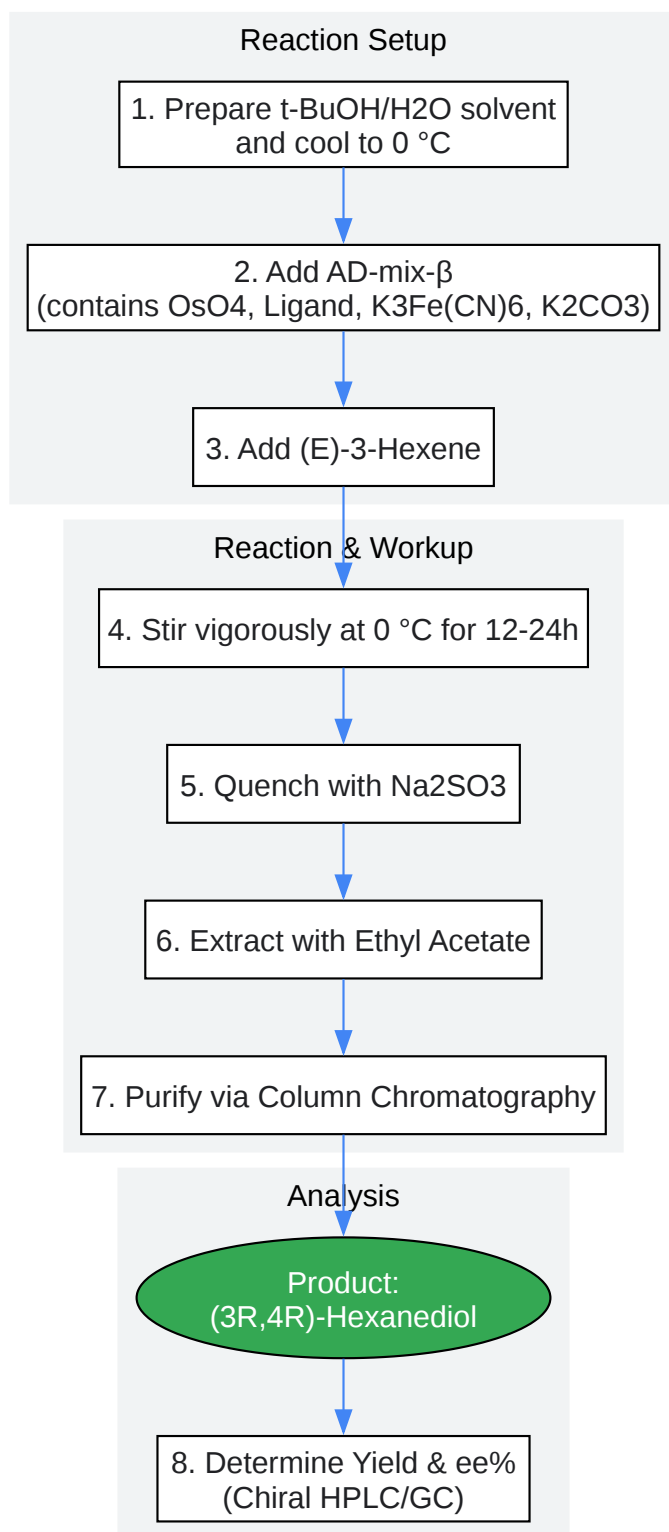 Reaction Setup
1. Prepare t-BuOH/H2O solvent
and cool to 0 °C
2. Add AD-mix-β
(contains OsO4, Ligand, K3Fe(CN)6, K2CO3)
3. Add (E)-3-Hexene
Reaction & Workup
4. Stir vigorously at 0 °C for 12-24h
5. Quench with Na2SO3
6. Extract with Ethyl Acetate
7. Purify via Column Chromatography
Analysis
Product:
(3R,4R)-Hexanediol
8. Determine Yield & ee%
(Chiral HPLC/GC)